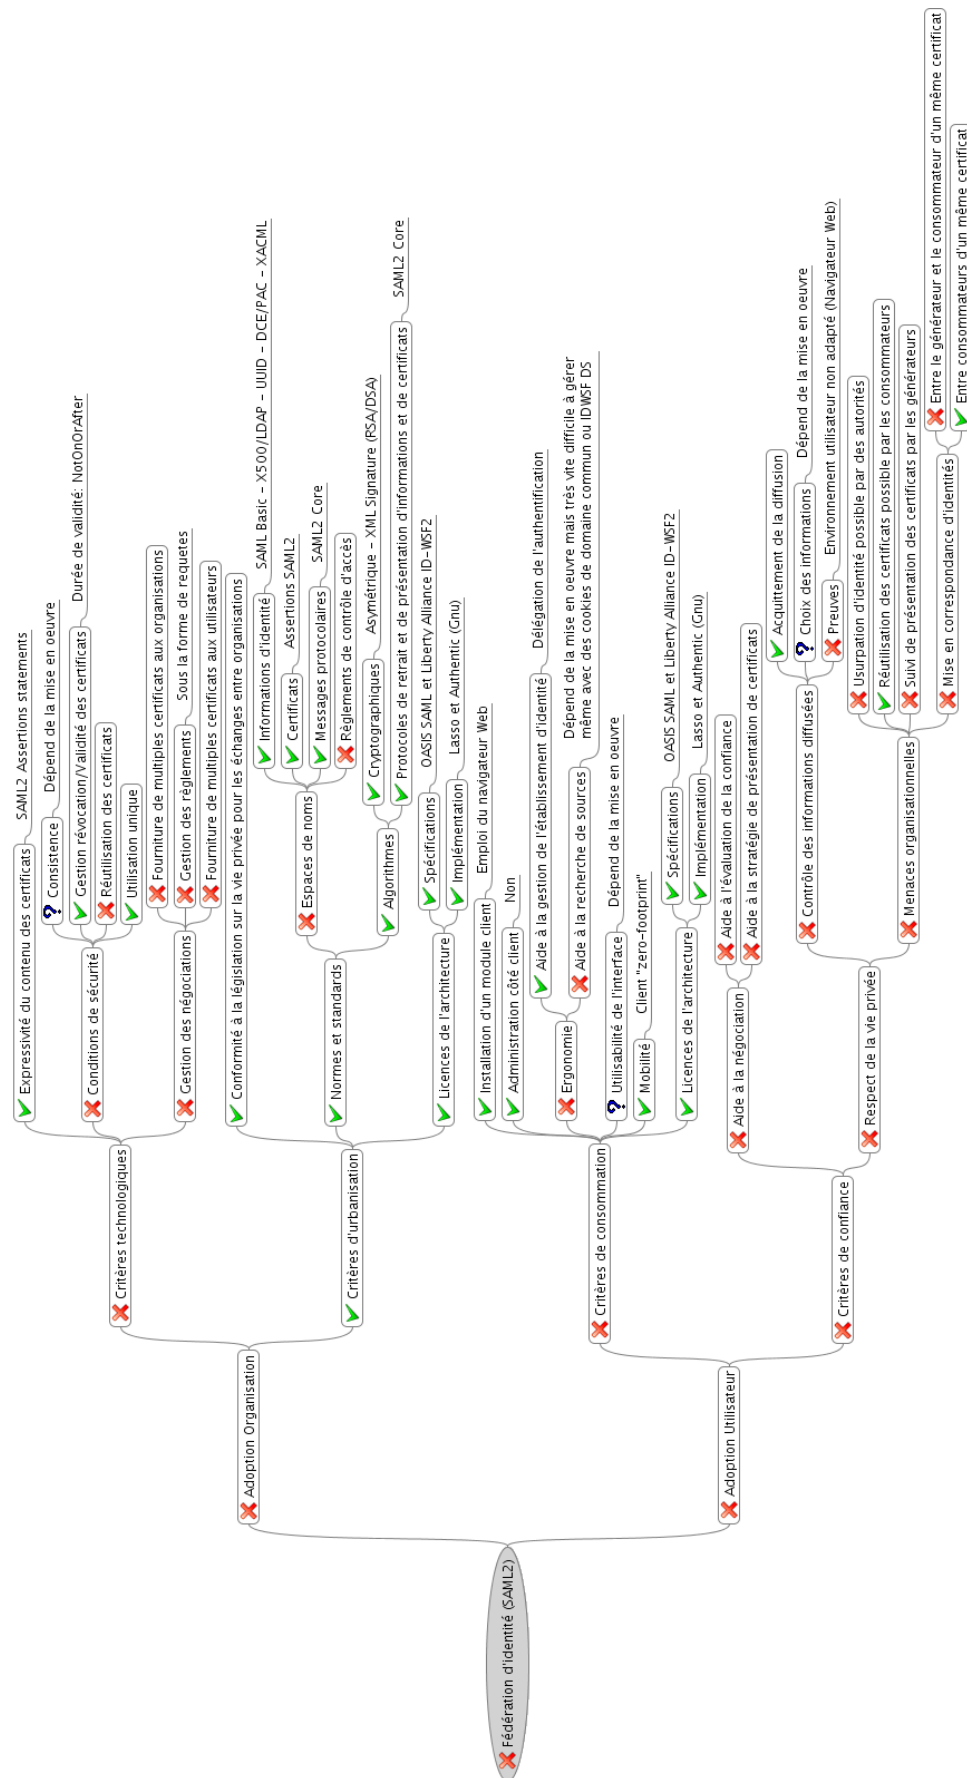 Fédération d'identité (SAML2)
Adoption Organisation
Critères technologiques
Expressivité du contenu des certificats
SAML2 Assertions statements
Conditions de sécurité
Consistence
Dépend de la mise en oeuvre
Gestion révocation/Validité des certificats
Durée de validité: NotOnOrAfter
Réutilisation des certificats
Utilisation unique
Gestion des négociations
Fourniture de multiples certificats aux organisations
Gestion des règlements
Sous la forme de requetes
Fourniture de multiples certificats aux utilisateurs
Critères d'urbanisation
Conformité à la législation sur la vie privée pour les échanges entre organisations
Normes et standards
Espaces de noms
Informations d'identité
SAML Basic – X500/LDAP – UUID – DCE/PAC – XACML
Certificats
Assertions SAML2
Messages protocolaires
SAML2 Core
Règlements de contrôle d'accès
Algorithmes
Cryptographiques
Asymétrique – XML Signature (RSA/DSA)
Protocoles de retrait et de présentation d'informations et de certificats
SAML2 Core
Licences de l'architecture
Spécifications
OASIS SAML et Liberty Alliance ID–WSF2
Implémentation
Lasso et Authentic (Gnu)
Adoption Utilisateur
Critères de consommation
Installation d'un module client
Emploi du navigateur Web
Administration côté client
Non
Ergonomie
Aide à la gestion de l'établissement d'identité
Délégation de l'authentification
Aide à la recherche de sources
Dépend de la mise en oeuvre mais très vite difficile à gérer
même avec des cookies de domaine commun ou IDWSF DS
Utilisabilité de l'interface
Dépend de la mise en oeuvre
Mobilité
Client "zero–footprint"
Licences de l'architecture
Spécifications
OASIS SAML et Liberty Alliance ID–WSF2
Implémentation
Lasso et Authentic (Gnu)
Critères de confiance
Aide à la négociation
Aide à l'évaluation de la confiance
Aide à la stratégie de présentation de certificats
Respect de la vie privée
Contrôle des informations diffusées
Acquittement de la diffusion
Choix des informations
Dépend de la mise en oeuvre
Preuves
Environnement utilisateur non adapté (Navigateur Web)
Menaces organisationnelles
Usurpation d'identité possible par des autorités
Réutilisation des certificats possible par les consommateurs
Suivi de présentation des certificats par les générateurs
Mise en correspondance d'identités
Entre le générateur et le consommateur d'un même certificat
Entre consommateurs d'un même certificat